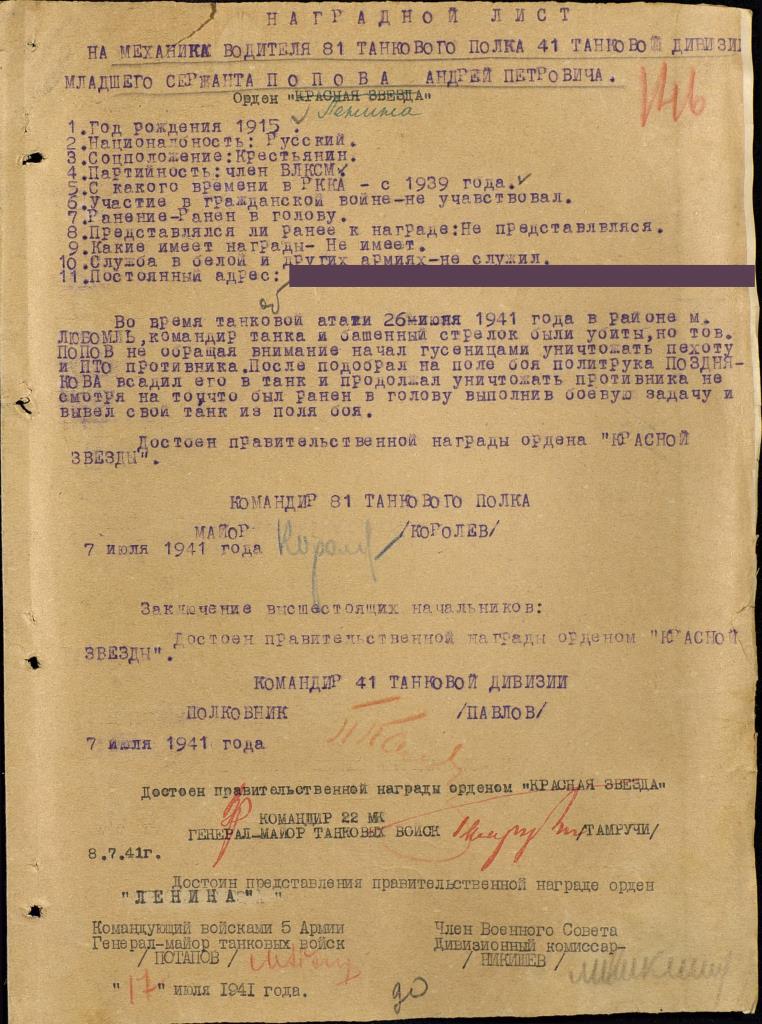 НАГРАДНОЙ ЛИСТ
146
НА МЕХАНИКА ВОДИТЕЛЯ 81 ТАНКОВОГО ПОЛКА 41 ТАНКОВОЙ ДИВИЗИ
МЛАДШЕГО СЕРЖАНТА ПОПОВА АНДРЕЙ ПЕТРОВИЧА.
Орден "КРАСНАЯ ЗВЕЗДА"
Ленина
1.Год рождения 1915 .
2.Национальность: Русский.
3.Соцположение:Крестьянин.
4.Партийность:член ВЛКСМ.
5.С какого времени в РККА - с 1939 года.
6.Участие в гражданской войне-не учавствовал.
7.Ранение-Ранен в голову.
8.Представлялся ли ранее к награде:Не представлявляся.
9.Какие имеет награды- Не имеет.
10.Служба в белой и других армиях-не служил.
11.Постоянный адрес:
Во время танковой атаки 26 июня 1941 года в районе м.
ЛЮБОМЛЬ,командир танка и башенный стрелок были убиты,но тов.
ПОПОВ не обращая внимание начал гусеницами уничтожать пехоту
и ПТО противника.После подобрал на поле боя политрука ПОЗДНЯ-
КОВА всадил его в танк и продолжал уничтожать противника не
смотря на то,что был ранен в голову выполнив боевую задачу и
вывел свой танк из поля боя.
Достоен правительственной награды ордена "КРАСНОЙ
ЗВЕЗДЫ".
КОМАНДИР 81 ТАНКОВОГО ПОЛКА
МАЙОР Королев /КОРОЛЕВ/
7 июля 1941 года
Заключение высшестоящих начальников:
Достоен правительственной награды орденом "КРАСНОЙ
ЗВЕЗДЫ".
КОМАНДИР 41 ТАНКОВОЙ ДИВИЗИИ
ПОЛКОВНИК /ПАВЛОВ/
7 июля 1941 года
Достоен правительственной награды орденом "КРАСНАЯ ЗВЕЗДА"
КОМАНДИР 22 МК
ГЕНЕРАЛ-МАЙОР ТАНКОВЫХ ВОЙСК /ТАМРУЧИ/
8.7.41г.
Достоин представления правительственной награде орден
"ЛЕНИНА" "
Командующий войсками 5 Армии
Генерал-майор танковых войск
/ ПОТАПОВ /
Член Военного Совета
Дивизионный комиссар-
/ НИКИШЕВ /
"17" июля 1941 года.